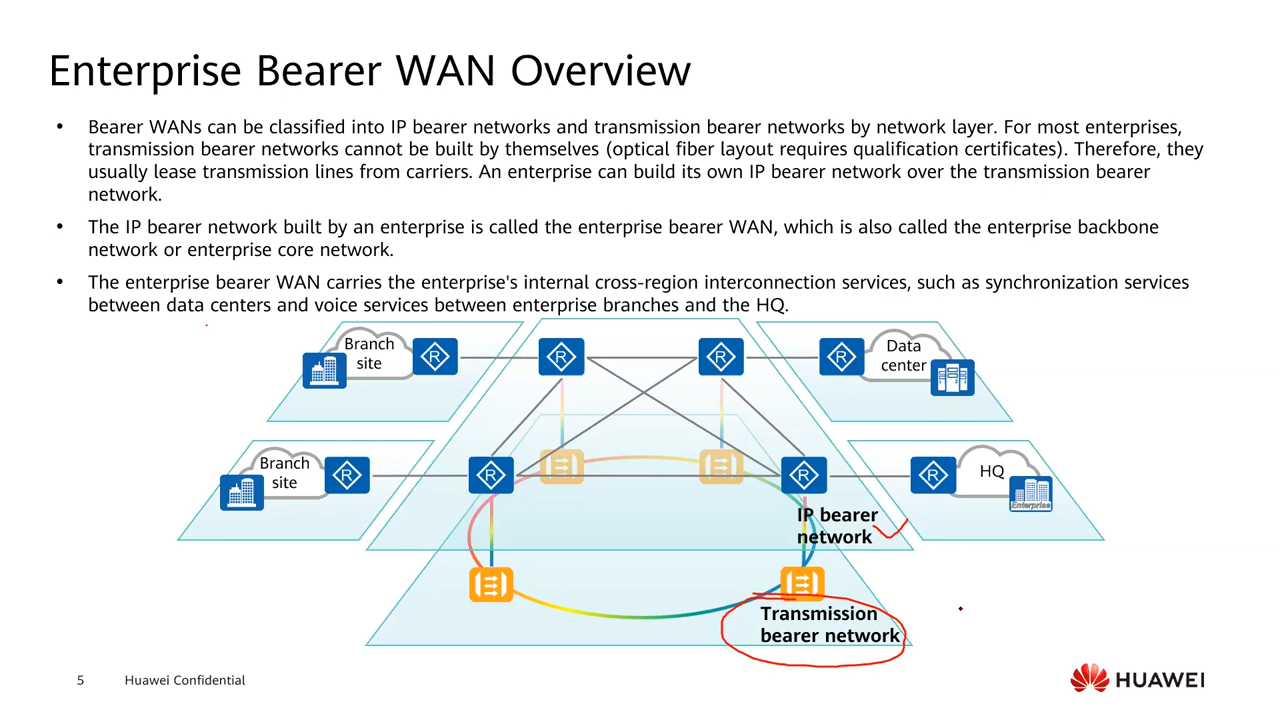 Enterprise Bearer WAN Overview
• Bearer WANs can be classified into IP bearer networks and transmission bearer networks by network layer. For most enterprises,
transmission bearer networks cannot be built by themselves (optical fiber layout requires qualification certificates). Therefore, they
usually lease transmission lines from carriers. An enterprise can build its own IP bearer network over the transmission bearer
network.
• The IP bearer network built by an enterprise is called the enterprise bearer WAN, which is also called the enterprise backbone
network or enterprise core network.
• The enterprise bearer WAN carries the enterprise's internal cross-region interconnection services, such as synchronization services
between data centers and voice services between enterprise branches and the HQ.
Branch
site
R
R
R
R
Data
center
Branch
site
R
R
R
R
HQ
Enterprise
IP bearer
network
Transmission
bearer network
5
Huawei Confidential
HUAWEI